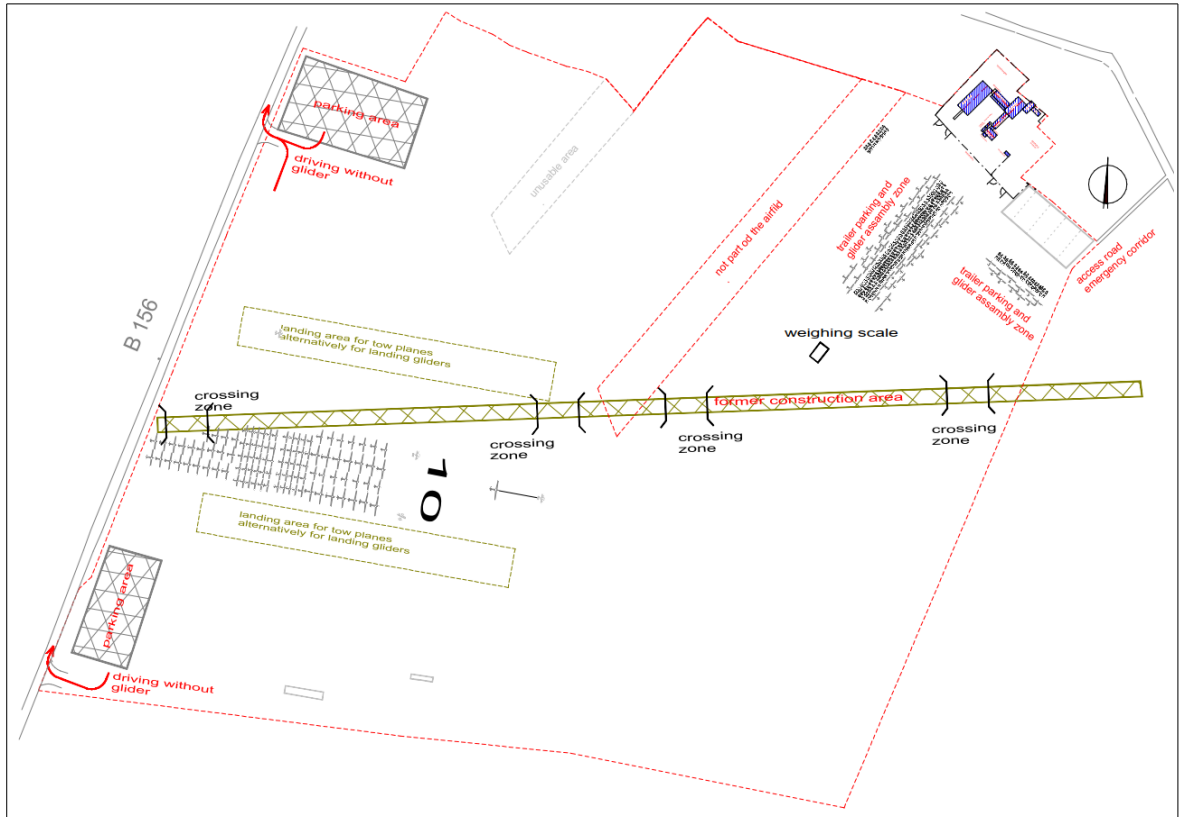 parking area
driving without
glider
unusable area
not part od the airfild
trailer parking and
glider assambly zone
access road
emergency corridor
trailer parking and
glider assambly zone
B 156
landing area for tow planes
alternatively for landing gliders
weighing scale
crossing
zone
former construction area
crossing
zone
crossing
zone
crossing
zone
10
landing area for tow planes
alternatively for landing gliders
parking area
driving without
glider